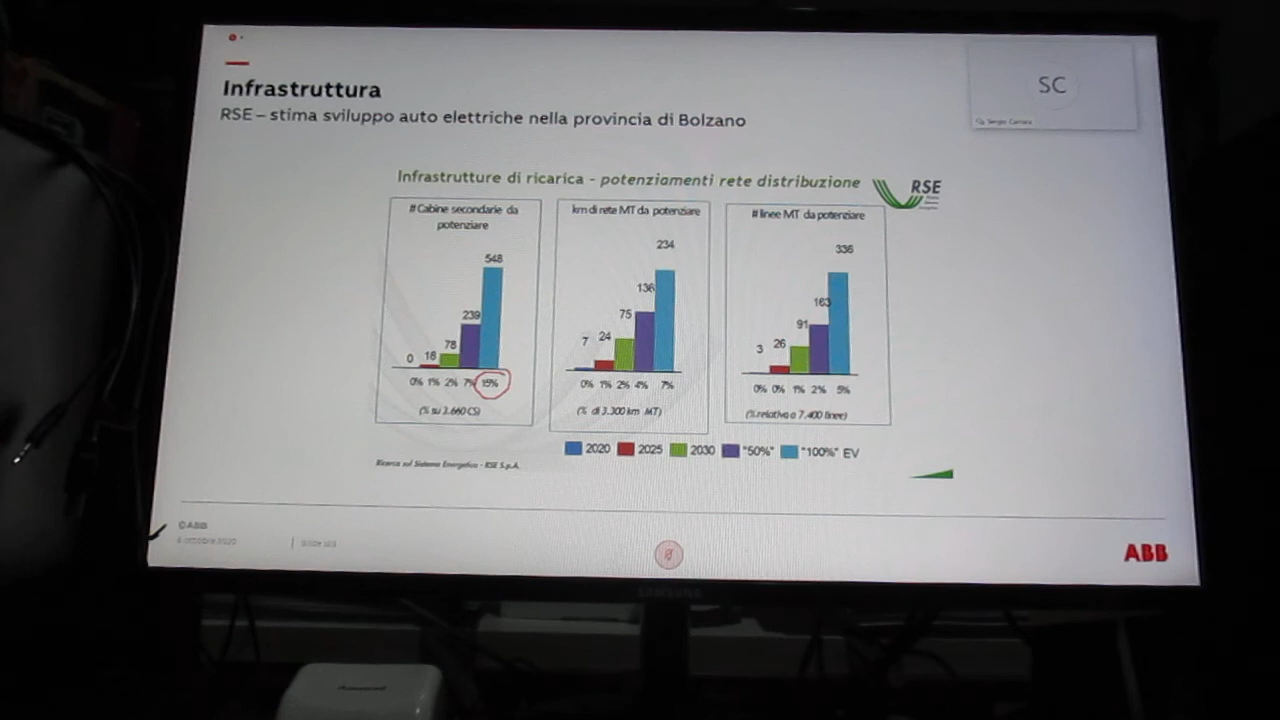 Infrastruttura
SC
RSE – stima sviluppo auto elettriche nella provincia di Bolzano
Sergio Carrara
Infrastrutture di ricarica - potenziamenti rete distribuzione
RSE
# Cabine secondarie da
potenziare
548
239
78
18
0
0% 1% 2% 7% 15%
(% su 3.660 CS)
km di rete MT da potenziare
234
136
75
24
7
0% 1% 2% 4% 7%
(% di 3.300 km MT)
# linee MT da potenziare
336
163
91
26
3
0% 0% 1% 2% 5%
(% relativa a 7.400 linee)
2020 2025 2030 "50%" "100%" EV
Ricerca sul Sistema Energetico - RSE S.p.A.
©ABB
6 ottobre 2020
ABB
SAMSUNG